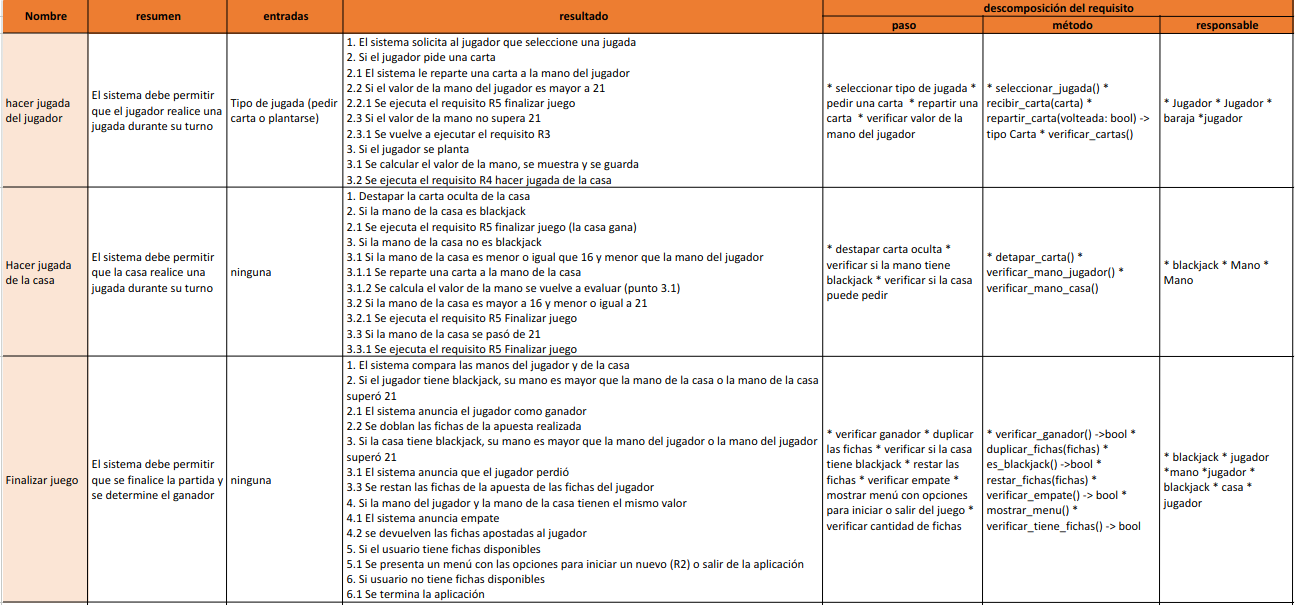 Nombre
resumen
entradas
resultado
descomposición del requisito
paso
método
responsable
hacer jugada
del jugador
El sistema debe permitir
que el jugador realice una
jugada durante su turno
Tipo de jugada (pedir
carta o plantarse)
1. El sistema solicita al jugador que seleccione una jugada
2. Si el jugador pide una carta
2.1 El sistema le reparte una carta a la mano del jugador
2.2 Si el valor de la mano del jugador es mayor a 21
2.2.1 Se ejecuta el requisito R5 finalizar juego
2.3 Si el valor de la mano no supera 21
2.3.1 Se vuelve a ejecutar el requisito R3
3. Si el jugador se planta
3.1 Se calcular el valor de la mano, se muestra y se guarda
3.2 Se ejecuta el requisito R4 hacer jugada de la casa
* seleccionar tipo de jugada *
pedir una carta * repartir una
carta * verificar valor de la
mano del jugador
* seleccionar_jugada() *
recibir_carta(carta) *
repartir_carta(volteada: bool) ->
tipo Carta * verificar_cartas()
* Jugador * Jugador *
baraja *jugador
Hacer jugada
de la casa
El sistema debe permitir
que la casa realice una
jugada durante su turno
ninguna
1. Destapar la carta oculta de la casa
2. Si la mano de la casa es blackjack
2.1 Se ejecuta el requisito R5 finalizar juego (la casa gana)
3. Si la mano de la casa no es blackjack
3.1 Si la mano de la casa es menor o igual que 16 y menor que la mano del jugador
3.1.1 Se reparte una carta a la mano de la casa
3.1.2 Se calcula el valor de la mano se vuelve a evaluar (punto 3.1)
3.2 Si la mano de la casa es mayor a 16 y menor o igual a 21
3.2.1 Se ejecuta el requisito R5 Finalizar juego
3.3 Si la mano de la casa se pasó de 21
3.3.1 Se ejecuta el requisito R5 Finalizar juego
* destapar carta oculta *
verificar si la mano tiene
blackjack * verificar si la casa
puede pedir
* detapar_carta() *
verificar_mano_jugador() *
verificar_mano_casa()
* blackjack * Mano *
Mano
Finalizar juego
El sistema debe permitir
que se finalice la partida y
se determine el ganador
ninguna
1. El sistema compara las manos del jugador y de la casa
2. Si el jugador tiene blackjack, su mano es mayor que la mano de la casa o la mano de la casa
superó 21
2.1 El sistema anuncia el jugador como ganador
2.2 Se doblan las fichas de la apuesta realizada
3. Si la casa tiene blackjack, su mano es mayor que la mano del jugador o la mano del jugador
superó 21
3.1 El sistema anuncia que el jugador perdió
3.3 Se restan las fichas de la apuesta de las fichas del jugador
4. Si la mano del jugador y la mano de la casa tienen el mismo valor
4.1 El sistema anuncia empate
4.2 se devuelven las fichas apostadas al jugador
5. Si el usuario tiene fichas disponibles
5.1 Se presenta un menú con las opciones para iniciar un nuevo (R2) o salir de la aplicación
6. Si usuario no tiene fichas disponibles
6.1 Se termina la aplicación
* verificar ganador * duplicar
las fichas * verificar si la casa
tiene blackjack * restar las
fichas * verificar empate *
mostrar menú con opciones
para iniciar o salir del juego *
verificar cantidad de fichas
* verificar_ganador() ->bool *
duplicar_fichas(fichas) *
es_blackjack() ->bool *
restar_fichas(fichas) *
verificar_empate() -> bool *
mostrar_menu() *
verificar_tiene_fichas() -> bool
* blackjack * jugador
*mano *jugador *
blackjack * casa *
jugador